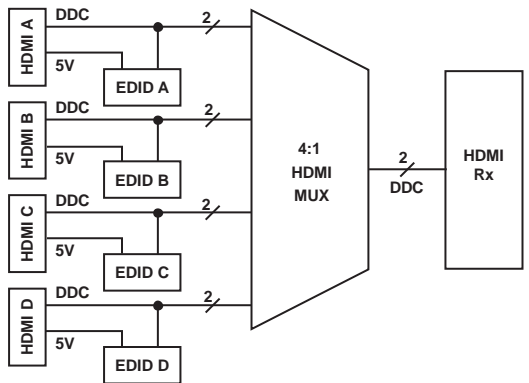 HDMI A
DDC
2
5V
EDID A
HDMI B
DDC
2
5V
EDID B
HDMI C
DDC
2
5V
EDID C
HDMI D
DDC
2
5V
EDID D
4:1
HDMI
MUX
2
DDC
HDMI
Rx